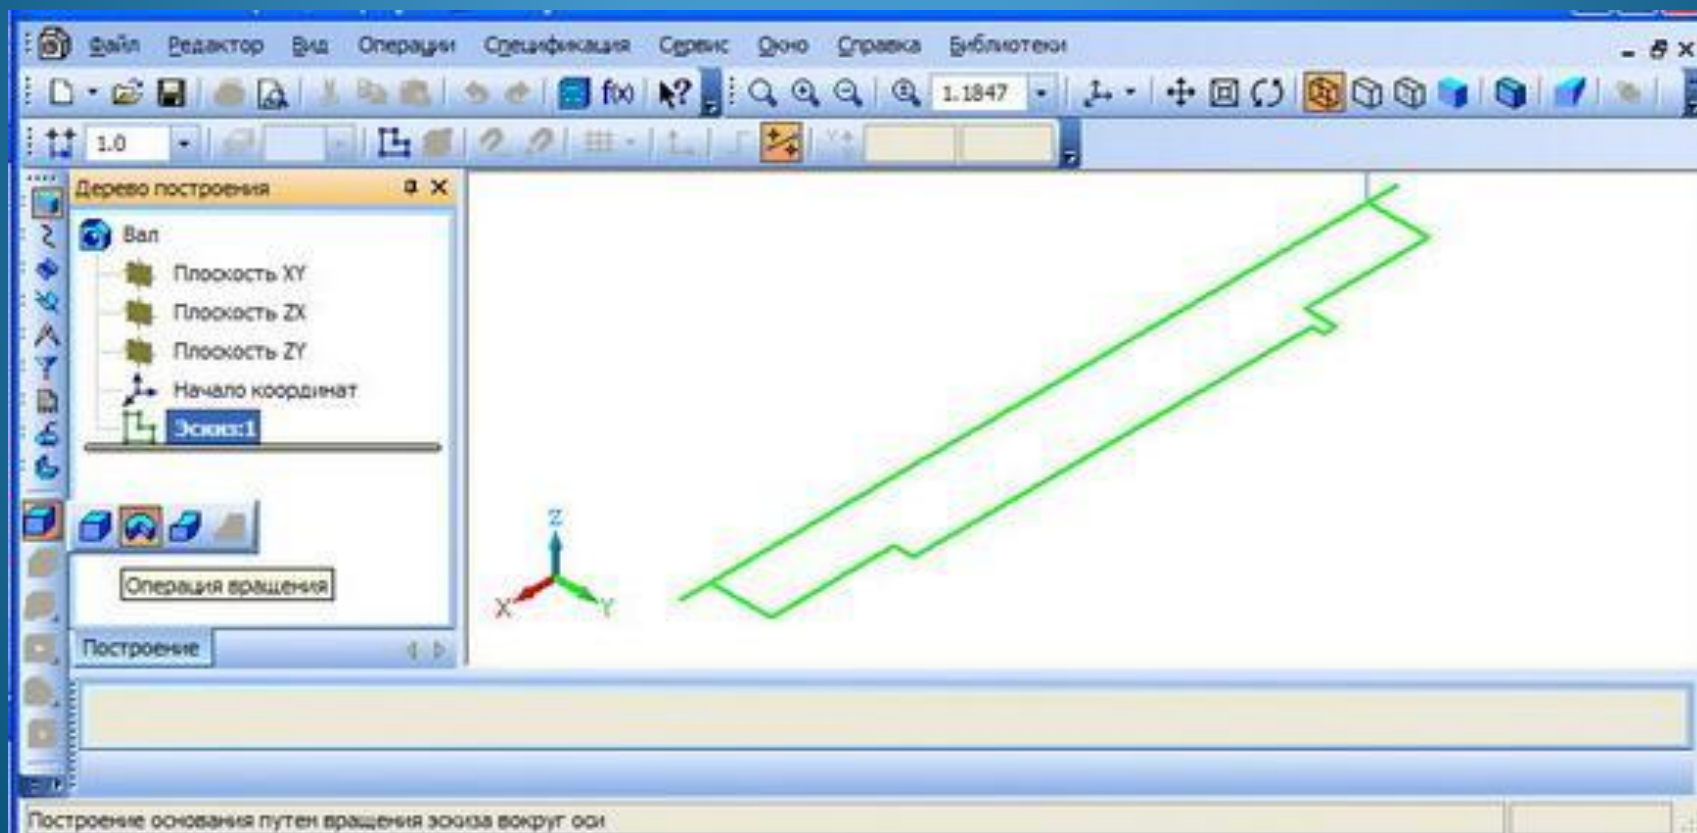 Файл Редактор Вид Операции Спецификация Сервис Окно Справка Библиотеки
f(x) 1.1847
1.0
Дерево построения
Вал
Плоскость XY
Плоскость ZX
Плоскость ZY
Начало координат
Эскиз:1
Операция вращения
Построение
Z
X
Y
Построение основания путем вращения эскиза вокруг оси